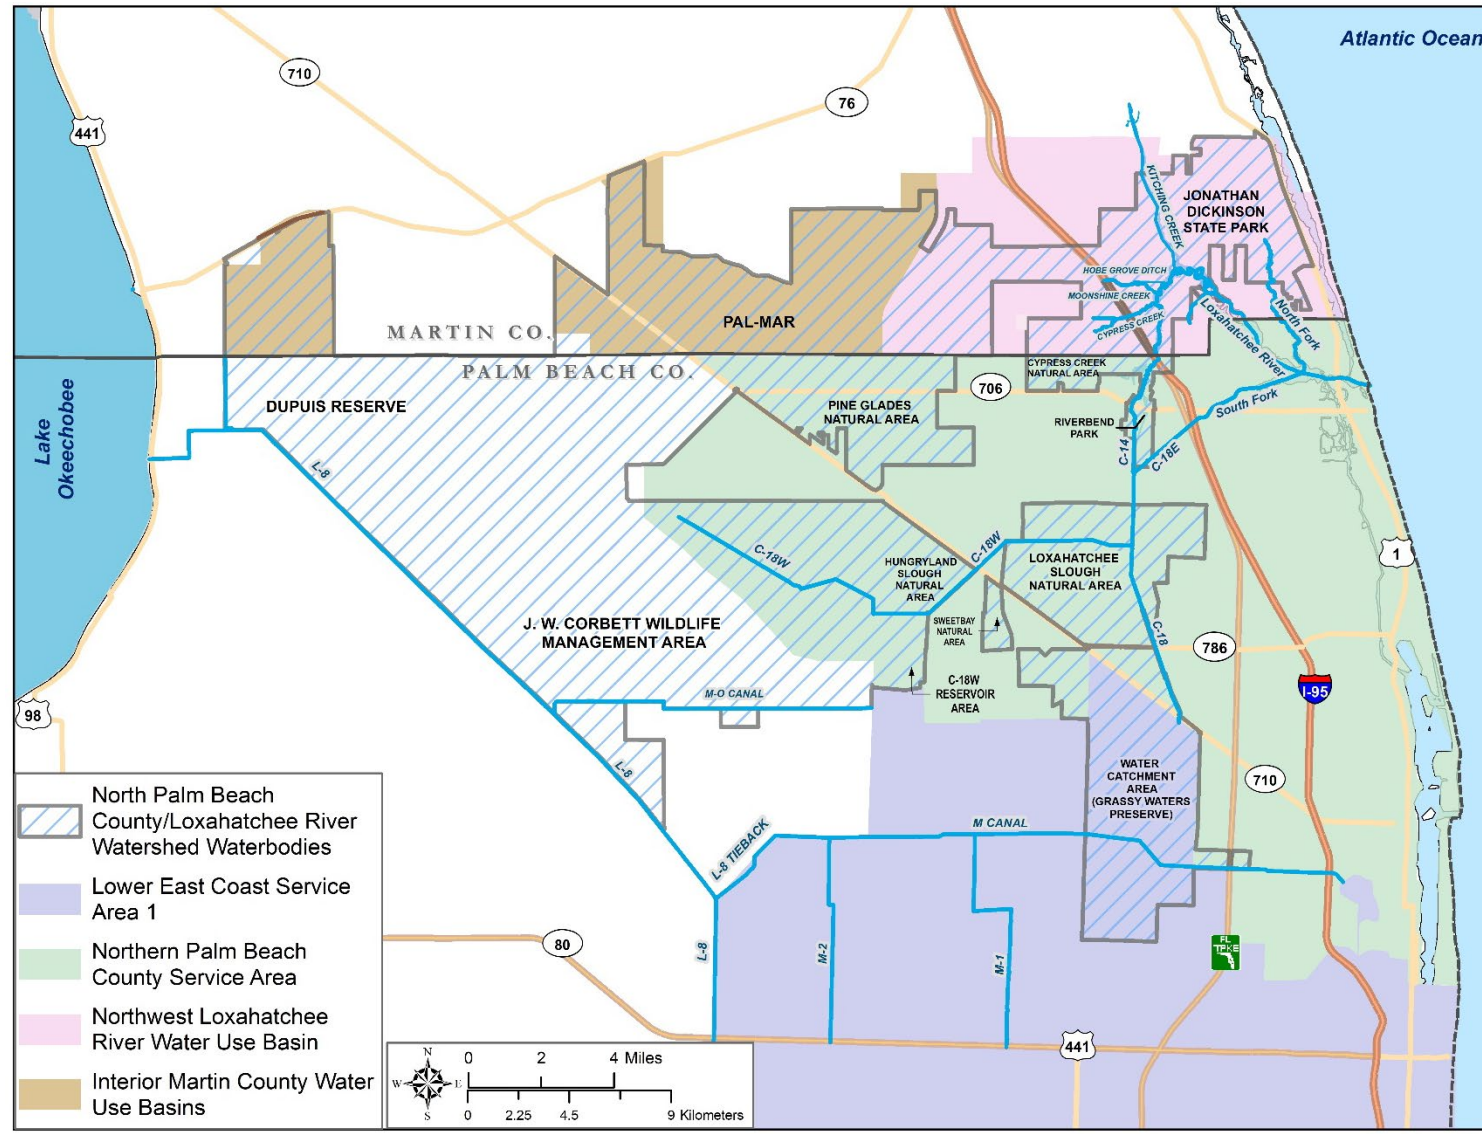 Atlantic Ocean
710
76
441
KITCHING CREEK
JONATHAN
DICKINSON
STATE PARK
HOBE GROVE DITCH
MOONSHINE CREEK
CYPRESS CREEK
Loxahatchee River
North Fork
PAL-MAR
MARTIN CO.
PALM BEACH CO.
CYPRESS CREEK
NATURAL AREA
706
DUPUIS RESERVE
PINE GLADES
NATURAL AREA
RIVERBEND
PARK
South Fork
Lake
Okeechobee
L-8
C-14
C-18E
C-18W
C-18W
HUNGRYLAND
SLOUGH
NATURAL
AREA
LOXAHATCHEE
SLOUGH
NATURAL AREA
1
J. W. CORBETT WILDLIFE
MANAGEMENT AREA
SWEETBAY
NATURAL
AREA
C-18
786
C-18W
RESERVOIR
AREA
M-O CANAL
I-95
98
L-8
WATER
CATCHMENT
AREA
(GRASSY WATERS
PRESERVE)
710
L-8 TIEBACK
M CANAL
80
L-8
M-2
M-1
FL
TPKE
441
North Palm Beach
County/Loxahatchee River
Watershed Waterbodies
Lower East Coast Service
Area 1
Northern Palm Beach
County Service Area
Northwest Loxahatchee
River Water Use Basin
Interior Martin County Water
Use Basins
N
W E
S
0 2 4 Miles
0 2.25 4.5 9 Kilometers